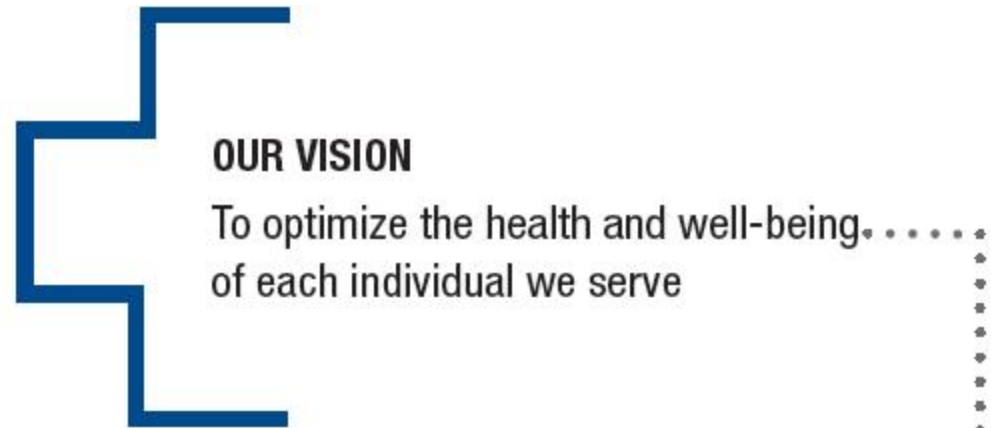 OUR VISION
To optimize the health and well-being
of each individual we serve